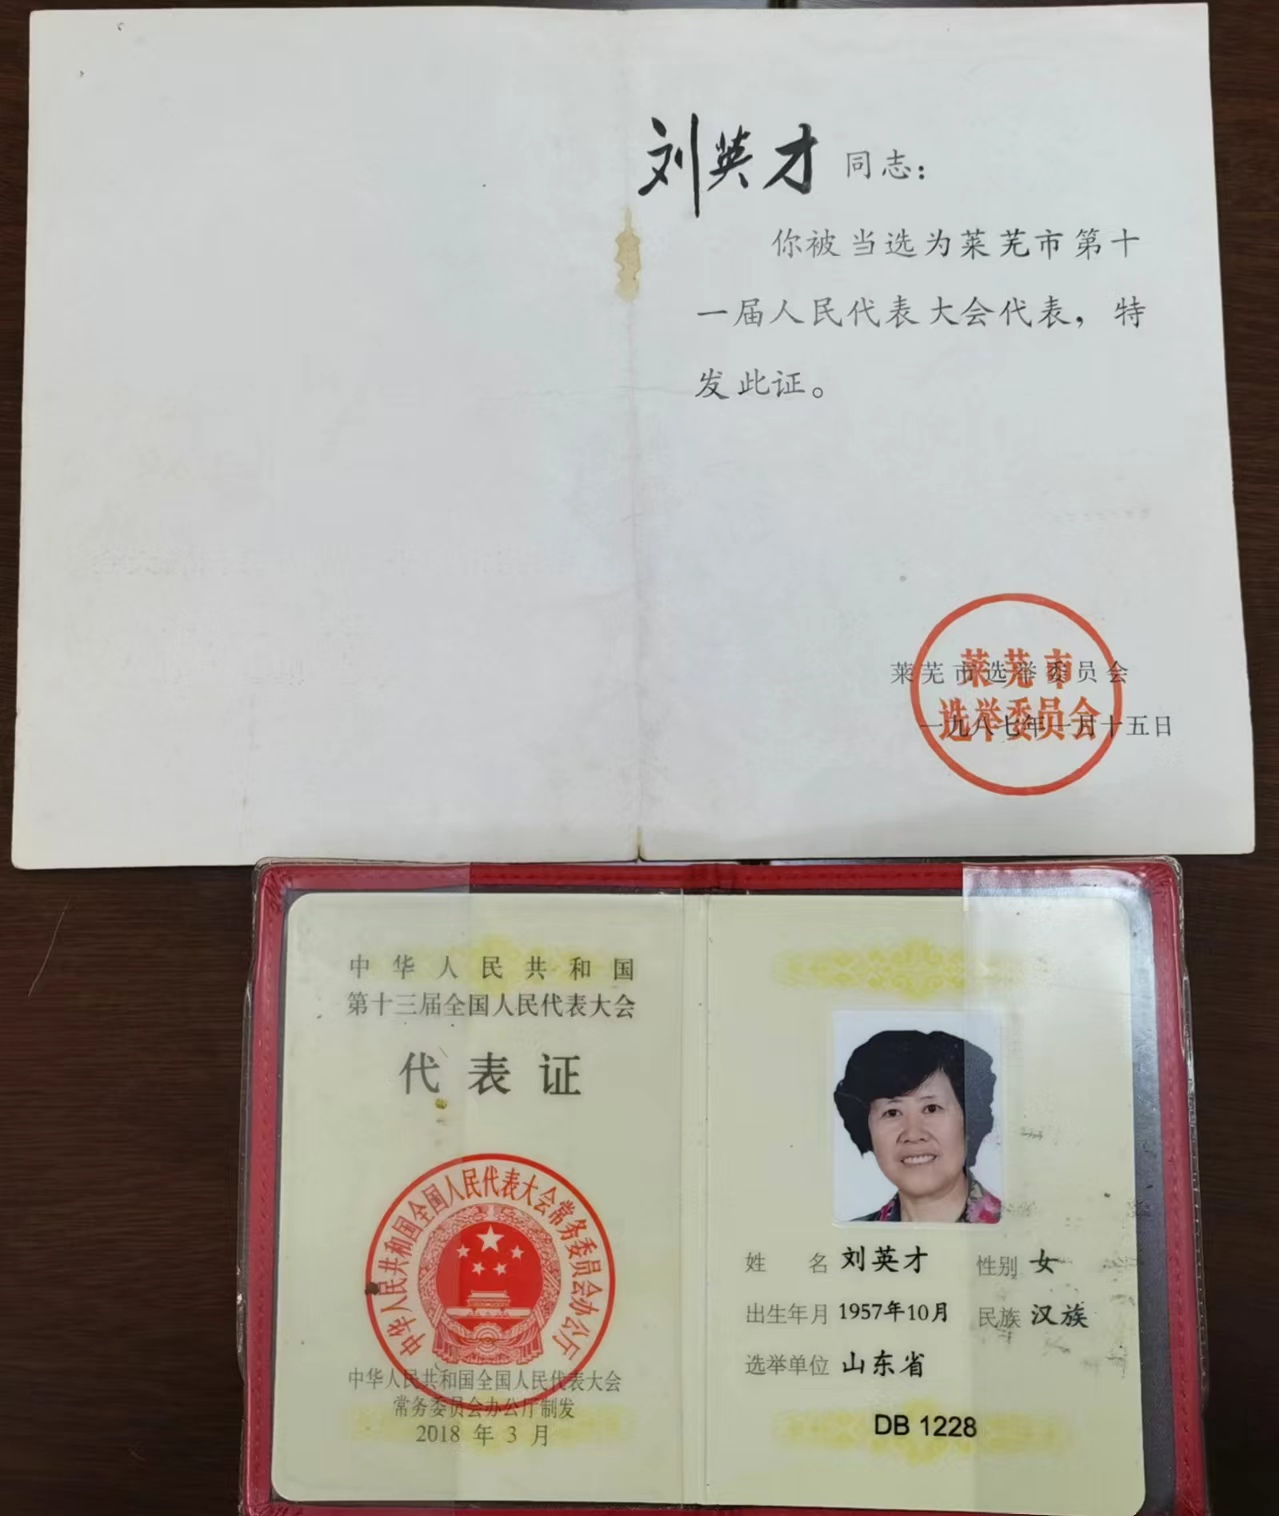 刘英才同志：
你被当选为莱芜市第十
一届人民代表大会代表，特
发此证。
莱芜市选举委员会
一九八七年一月十五日
莱芜市
选举委员会
中华人民共和国
第十三届全国人民代表大会
代表证
中华人民共和国全国人民代表大会常务委员会办公厅
中华人民共和国全国人民代表大会
常务委员会办公厅制发
2018 年 3 月
姓 名 刘英才 性别 女
出生年月 1957年10月 民族 汉族
选举单位 山东省
DB 1228